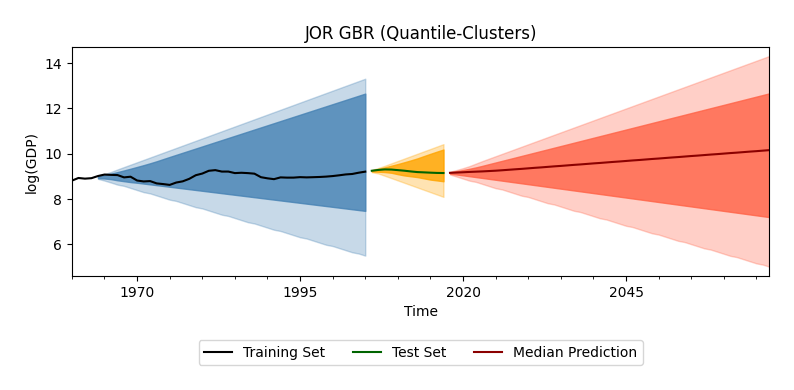 JOR GBR (Quantile-Clusters)
14
12
10
8
6
log(GDP)
1970 1995 2020 2045
Time
Training Set Test Set Median Prediction